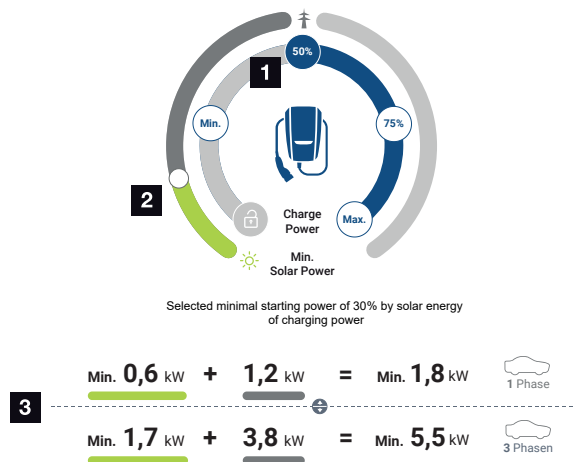 50%
1
Min.
75%
2
Charge
Power
Max.
Min.
Solar Power
Selected minimal starting power of 30% by solar energy
of charging power
Min. 0,6 kW + 1,2 kW = Min. 1,8 kW 1 Phase
3
Min. 1,7 kW + 3,8 kW = Min. 5,5 kW 3 Phasen